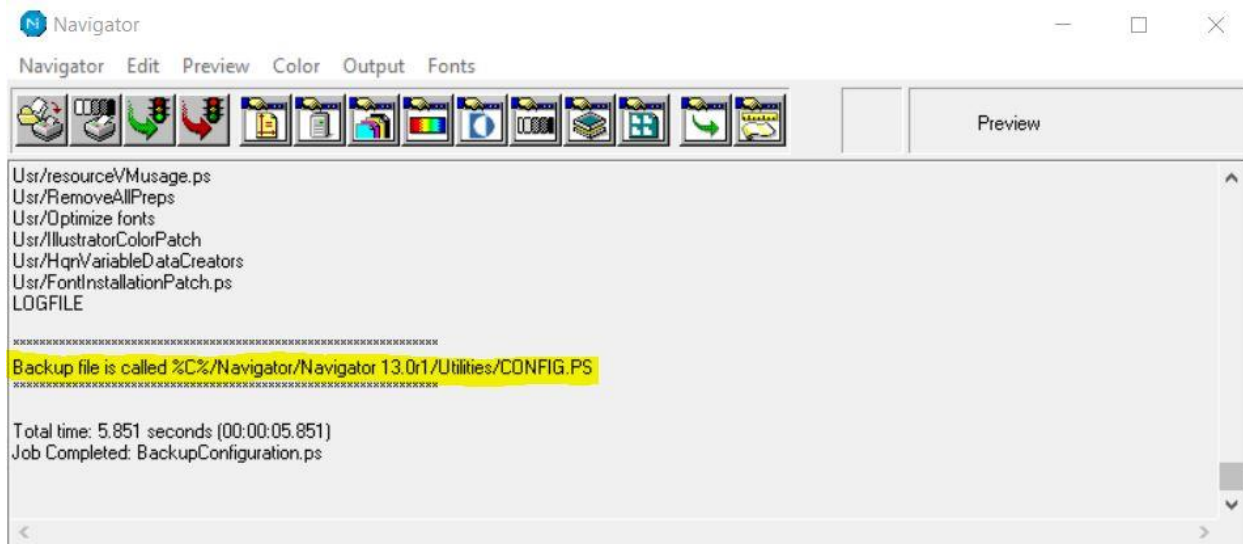 Navigator
Navigator Edit Preview Color Output Fonts
Preview
Usr/resourceVMusage.ps
Usr/RemoveAllPreps
Usr/Optimize fonts
Usr/IllustratorColorPatch
Usr/HqnVariableDataCreators
Usr/FontInstallationPatch.ps
LOGFILE
*****************************************************************
Backup file is called %C%/Navigator/Navigator 13.0r1/Utilities/CONFIG.PS
*****************************************************************
Total time: 5.851 seconds (00:00:05.851)
Job Completed: BackupConfiguration.ps